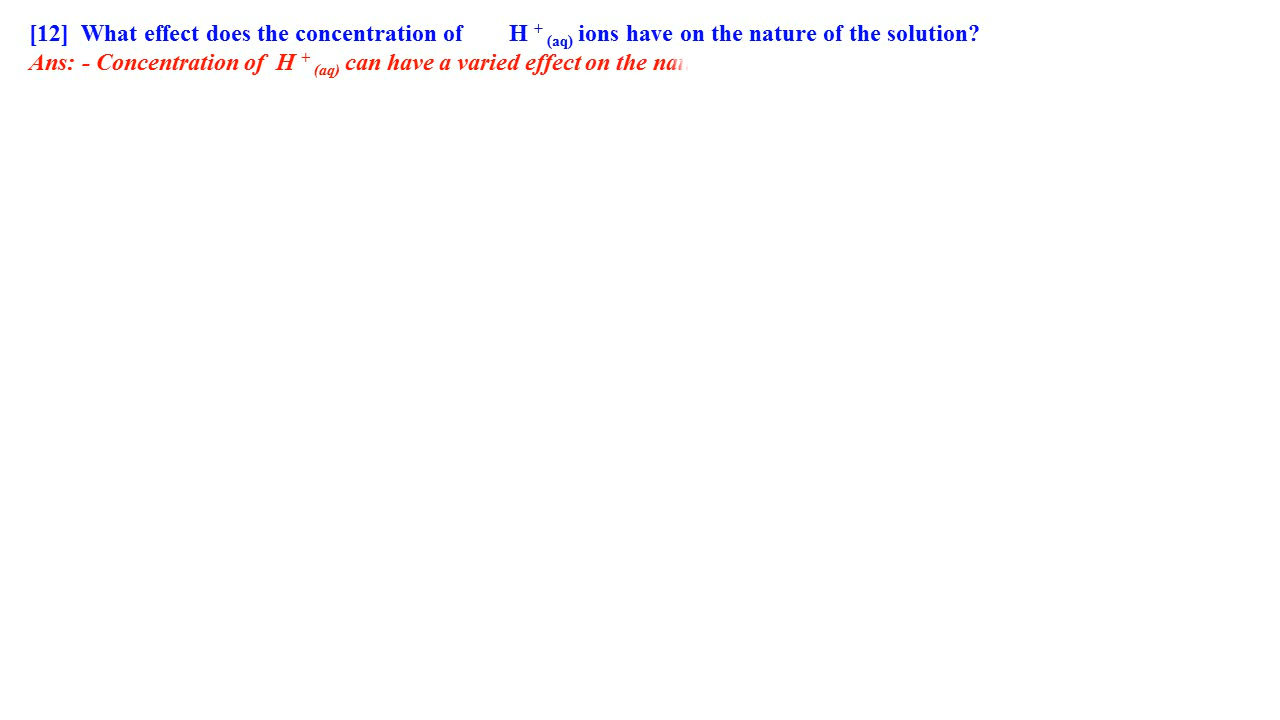 [12] What effect does the concentration of H + (aq) ions have on the nature of the solution?
Ans: - Concentration of H + (aq) can have a varied effect on the